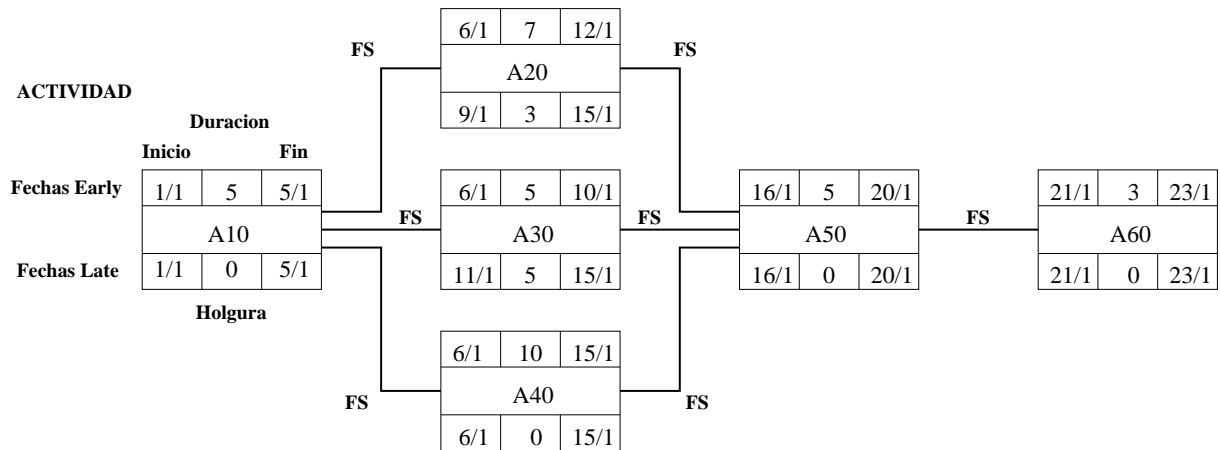 6/1 7 12/1
FS FS
A20
ACTIVIDAD
9/1 3 15/1
Duracion
Inicio Fin
Fechas Early 1/1 5 5/1 6/1 5 10/1 16/1 5 20/1 21/1 3 23/1
FS FS FS
A10 A30 A50 A60
Fechas Late 1/1 0 5/1 11/1 5 15/1 16/1 0 20/1 21/1 0 23/1
Holgura
6/1 10 15/1
A40
FS FS
6/1 0 15/1